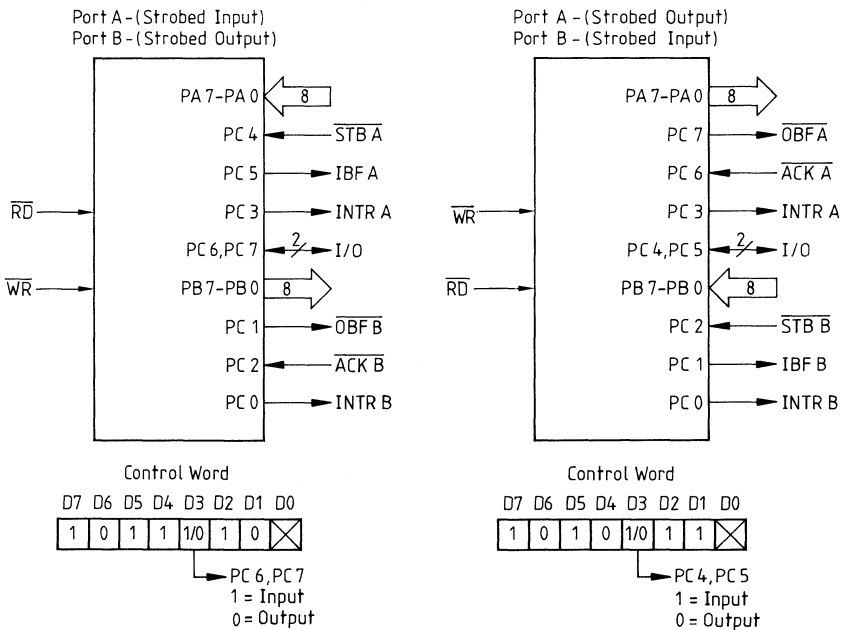 Port A-(Strobed Input)
Port B-(Strobed Output)
PA 7-PA 0
8
PC 4
STB A
PC 5
IBF A
RD
PC 3
INTR A
PC 6,PC 7
2
I/O
WR
PB 7-PB 0
8
PC 1
OBF B
PC 2
ACK B
PC 0
INTR B
Control Word
D7 D6 D5 D4 D3 D2 D1 D0
1 0 1 1 1/0 1 0
PC 6,PC 7
1 = Input
0 = Output
Port A -(Strobed Output)
Port B -(Strobed Input)
PA 7-PA 0
8
PC 7
OBF A
PC 6
ACK A
WR
PC 3
INTR A
PC 4,PC 5
2
I/O
RD
PB 7-PB 0
8
PC 2
STB B
PC 1
IBF B
PC 0
INTR B
Control Word
D7 D6 D5 D4 D3 D2 D1 D0
1 0 1 0 1/0 1 1
PC 4,PC 5
1 = Input
0 = Output